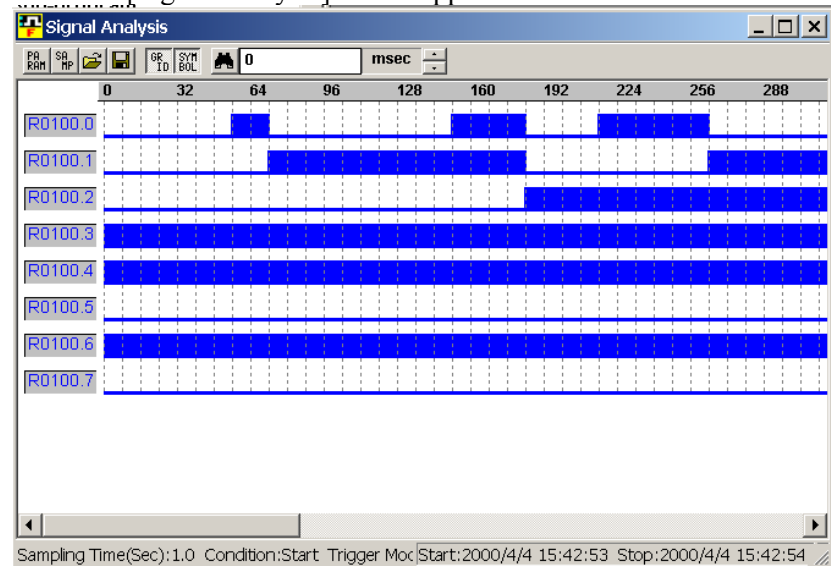 Signal Analysis
PA RAM SA MP GR ID SYM BOL 0 msec
0 32 64 96 128 160 192 224 256 288
R0100.0
R0100.1
R0100.2
R0100.3
R0100.4
R0100.5
R0100.6
R0100.7
Sampling Time(Sec):1.0 Condition:Start Trigger Moc Start:2000/4/4 15:42:53 Stop:2000/4/4 15:42:54